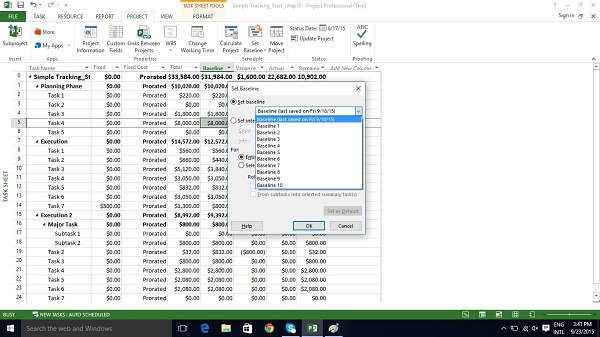 TASK SHEET TOOLS Simple Tracking_Start_chap10 - Project Professional (Trial)
FILE TASK RESOURCE REPORT PROJECT VIEW FORMAT Sign in
Subproject Store My Apps Project Information Custom Fields Links Between Projects WBS Change Working Time Calculate Project Set Baseline Move Project Status Date: 6/17/15 Update Project ABC Spelling
Insert Apps Schedule Status Proofing
Task Name Fixed Fixed Cost Total Baseline Variance Actual Remaini Add New Column
0 Simple Tracking_St $0.00 Prorated $33,584.00 $31,984.00 $1,600.00 22,682.00 10,902.00
1 Planning Phase $0.00 Prorated $10,020.00
2 Task 1 $0.00 Prorated $220.00
3 Task 2 $0.00 Prorated $0.00
4 Task 3 $0.00 Prorated $1,800.00
5 Task 4 $0.00 Prorated $8,000.00
7 Execution $0.00 Prorated $14,572.00
8 Task 1 $0.00 Prorated $560.00
9 Task 2 $0.00 Prorated $660.00
10 Task 3 $0.00 Prorated $5,120.00
11 Task 4 $0.00 Prorated $3,050.00
12 Task 5 $0.00 Prorated $832.00
13 Task 6 $0.00 Prorated $3,050.00
14 Task 7 $500.00 Prorated $1,300.00
15 Execution 2 $0.00 Prorated $8,992.00
16 Major Task $0.00 Prorated $800.00
17 Subtask 1 $0.00 Prorated $0.00 $0.00
18 Subtask 2 $0.00 Prorated $800.00 $800.00 $0.00 $0.00 $800.00
19 Task 2 $0.00 Prorated $32.00 $832.00 ($800.00) $0.00 $32.00
20 Task 3 $0.00 Prorated $800.00 $800.00 $0.00 $0.00 $800.00
21 Task 4 $0.00 Prorated $2,800.00 $2,800.00 $0.00 $0.00 $2,800.00
22 Task 5 $0.00 Prorated $2,080.00 $2,080.00 $0.00 $0.00 $2,080.00
23 Task 6 $0.00 Prorated $2,080.00 $2,080.00 $0.00 $0.00 $2,080.00
24 Task 7 $0.00 Prorated $0.00 $0.00 $0.00 $0.00 $0.00
TASK SHEET
Set Baseline
Set baseline
Baseline (last saved on Fri 9/18/15)
Baseline (last saved on Fri 9/18/15)
Baseline 1
Baseline 2
Baseline 3
Baseline 4
Baseline 5
Baseline 6
Baseline 7
Baseline 8
Baseline 9
Baseline 10
For:
From subtasks into selected summary task(s)
Set as Default
Help OK Cancel
BUSY NEW TASKS : AUTO SCHEDULED
Search the web and Windows
ENG 3:41 PM
INTL 9/23/2015